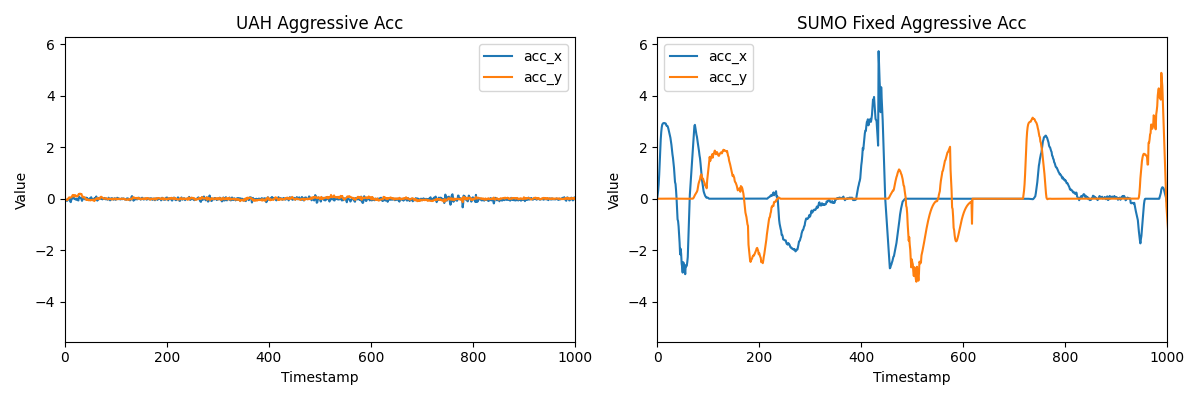 UAH Aggressive Acc
6
4
2
0
−2
−4
Value
acc_x
acc_y
0 200 400 600 800 1000
Timestamp
SUMO Fixed Aggressive Acc
6
4
2
0
−2
−4
Value
acc_x
acc_y
0 200 400 600 800 1000
Timestamp